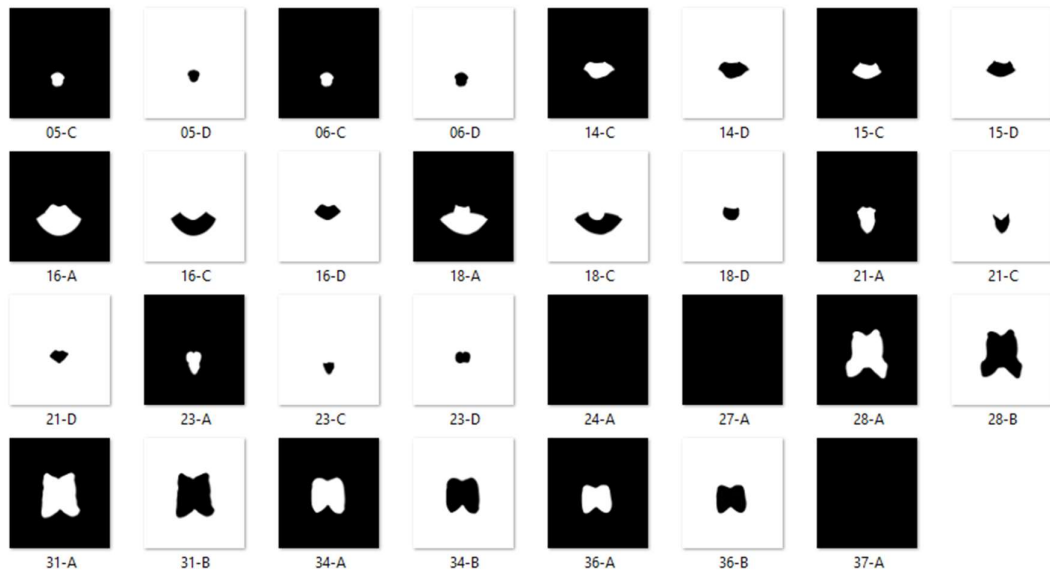 05-C 05-D 06-C 06-D 14-C 14-D 15-C 15-D
16-A 16-C 16-D 18-A 18-C 18-D 21-A 21-C
21-D 23-A 23-C 23-D 24-A 27-A 28-A 28-B
31-A 31-B 34-A 34-B 36-A 36-B 37-A